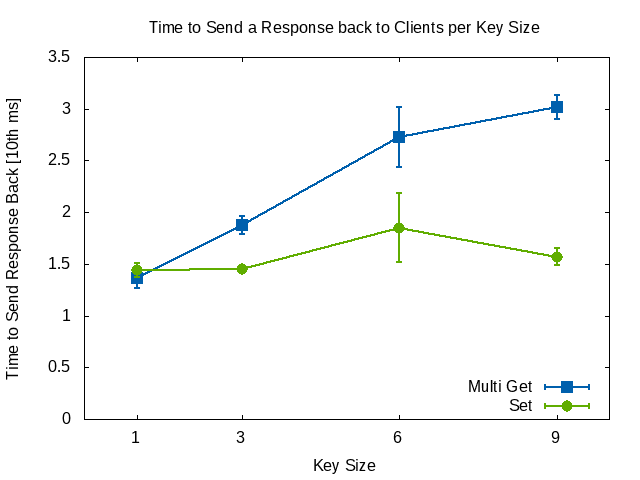 Time to Send a Response back to Clients per Key Size
Time to Send Response Back [10th ms]
3.5
3
2.5
2
1.5
1
0.5
0
Multi Get
Set
1 3 6 9
Key Size